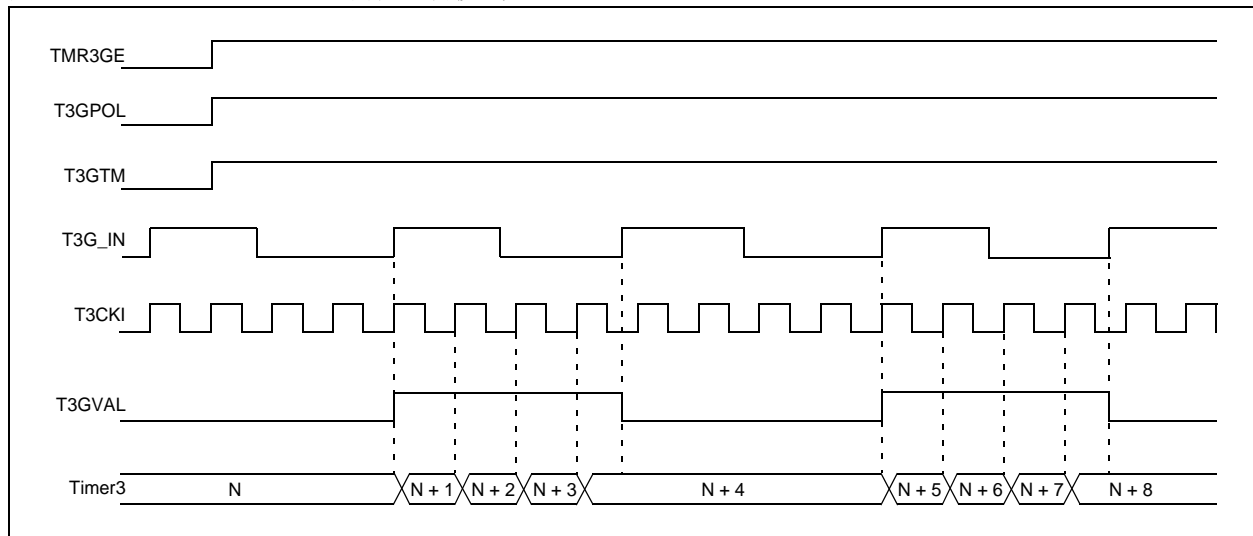 TMR3GE
T3GPOL
T3GTM
T3G_IN
T3CKI
T3GVAL
Timer3 N N + 1 N + 2 N + 3 N + 4 N + 5 N + 6 N + 7 N + 8